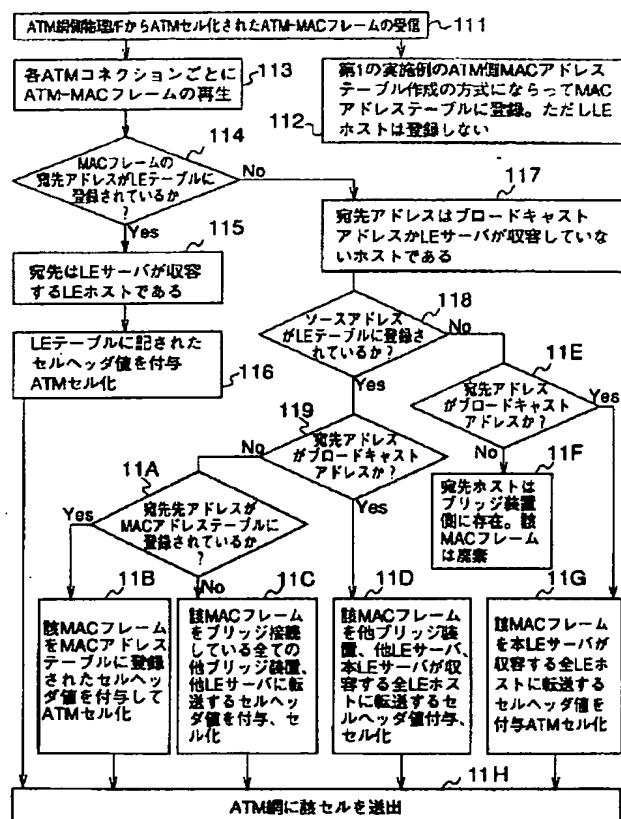 ATM網側物理I/FからATMセル化されたATM-MACフレームの受信
111
各ATMコネクションごとに
ATM-MACフレームの再生
113
第1の実施例のATM側MACアドレス
テーブル作成の方式にならってMAC
アドレステーブルに登録。ただしLE
ホストは登録しない
112
114
MACフレームの
宛先アドレスがLEテーブルに
登録されているか
?
No
Yes
115
宛先はLEサーバが収容
するLEホストである
117
宛先アドレスはブロードキャスト
アドレスかLEサーバが収容していな
いホストである
LEテーブルに記された
セルヘッダ値を付与
ATMセル化
116
118
ソースアドレス
がLEテーブルに登録さ
れているか?
No
Yes
11E
宛先アドレス
がブロードキャスト
アドレスか?
Yes
No
11F
宛先ホストは
ブリッジ装置
側に存在。該
MACフレーム
は廃棄
119
宛先アドレス
がブロードキャスト
アドレスか?
No
Yes
11A
宛先先アドレスが
MACアドレステーブルに
登録されているか
?
Yes
No
11B
該MACフレーム
をMACアドレス
テーブルに登録
されたセルヘッ
ダ値を付与して
ATMセル化
11C
該MACフレーム
をブリッジ接続
している全ての
他ブリッジ装置、
他LEサーバに転
送するセルヘッ
ダ値を付与、セ
ル化
11D
該MACフレーム
を他ブリッジ装
置、他LEサーバ、
本LEサーバが収
容する全LEホス
トに転送するセ
ルヘッダ値付与、
セル化
11G
該MACフレーム
を本LEサーバが
収容する全LEホ
ストに転送する
セルヘッダ値を
付与ATMセル化
11H
ATM網に該セルを送出